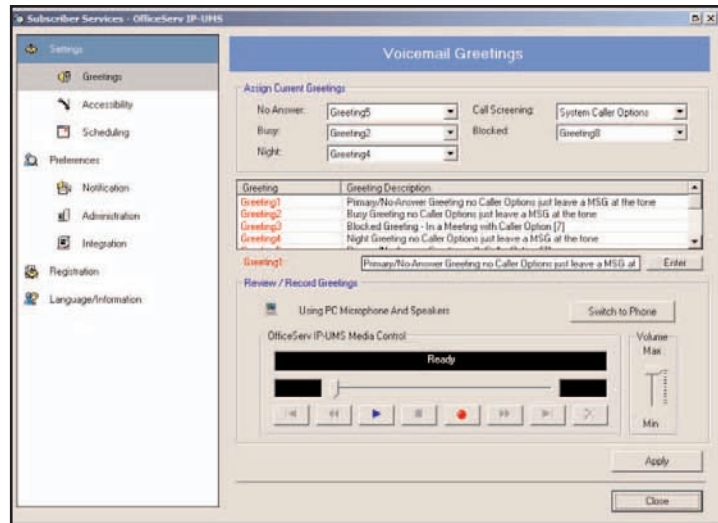 Subscriber Services - OfficeServ IP-UMS
Settings
Greetings
Accessibility
Scheduling
Preferences
Notification
Administration
Integration
Registration
Language/Information
Voicemail Greetings
Assign Current Greetings
No Answer: Greeting5 Call Screening: System Caller Options
Busy: Greeting2 Blocked: Greeting8
Night: Greeting4
Greeting Greeting Description
Greeting1 Primary/No-Answer Greeting no Caller Options just leave a MSG at the tone
Greeting2 Busy Greeting no Caller Options just leave a MSG at the tone
Greeting3 Blocked Greeting - In a Meeting with Caller Option [7]
Greeting4 Night Greeting no Caller Options just leave a MSG at the tone
Greeting1 Primary/No-Answer Greeting no Caller Options just leave a MSG at Enter
Review / Record Greetings
Using PC Microphone And Speakers Switch to Phone
OfficeServ IP-UMS Media Control Volume
Max
Ready
Min
Apply
Close